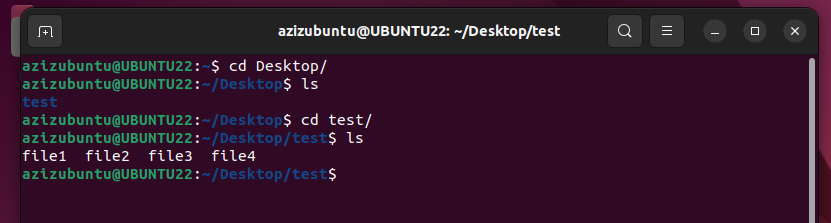 azizubuntu@UBUNTU22: ~/Desktop/test
azizubuntu@UBUNTU22:~$ cd Desktop/
azizubuntu@UBUNTU22:~/Desktop$ ls
test
azizubuntu@UBUNTU22:~/Desktop$ cd test/
azizubuntu@UBUNTU22:~/Desktop/test$ ls
file1  file2  file3  file4
azizubuntu@UBUNTU22:~/Desktop/test$